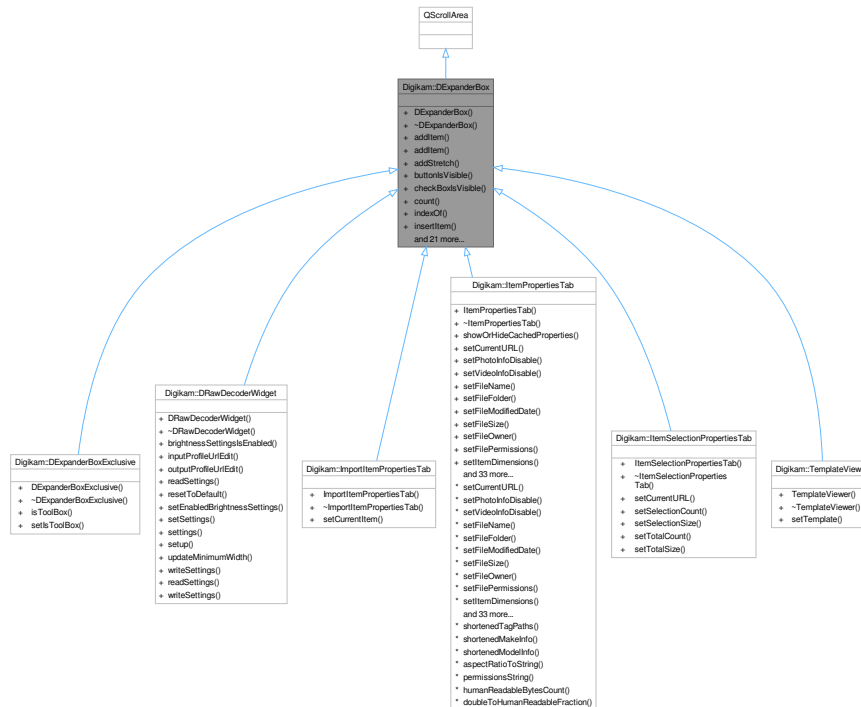 QScrollArea
Digikam::DExpanderBox
+ DExpanderBox()
+ ~DExpanderBox()
+ addItem()
+ addItem()
+ addStretch()
+ buttonIsVisible()
+ checkBoxIsVisible()
+ count()
+ indexOf()
+ insertItem()
and 21 more...
Digikam::DExpanderBoxExclusive
+ DExpanderBoxExclusive()
+ ~DExpanderBoxExclusive()
+ isToolBox()
+ setIsToolBox()
Digikam::DRawDecoderWidget
+ DRawDecoderWidget()
+ ~DRawDecoderWidget()
+ brightnessSettingsIsEnabled()
+ inputProfileUrlEdit()
+ outputProfileUrlEdit()
+ readSettings()
+ resetToDefault()
+ setEnabledBrightnessSettings()
+ setSettings()
+ settings()
+ setup()
+ updateMinimumWidth()
+ writeSettings()
+ readSettings()
+ writeSettings()
Digikam::ImportItemPropertiesTab
+ ImportItemPropertiesTab()
+ ~ImportItemPropertiesTab()
+ setCurrentItem()
Digikam::ItemPropertiesTab
+ ItemPropertiesTab()
+ ~ItemPropertiesTab()
+ showOrHideCachedProperties()
+ setCurrentURL()
+ setPhotoInfoDisable()
+ setVideoInfoDisable()
+ setFileName()
+ setFileFolder()
+ setFileModifiedDate()
+ setFileSize()
+ setFileOwner()
+ setFilePermissions()
+ setItemDimensions()
and 33 more...
* setCurrentURL()
* setPhotoInfoDisable()
* setVideoInfoDisable()
* setFileName()
* setFileFolder()
* setFileModifiedDate()
* setFileSize()
* setFileOwner()
* setFilePermissions()
* setItemDimensions()
and 33 more...
* shortenedTagPaths()
* shortenedMakeInfo()
* shortenedModelInfo()
* aspectRatioToString()
* permissionsString()
* humanReadableBytesCount()
* doubleToHumanReadableFraction()
Digikam::ItemSelectionPropertiesTab
+ ItemSelectionPropertiesTab()
+ ~ItemSelectionProperties
Tab()
+ setCurrentURL()
+ setSelectionCount()
+ setSelectionSize()
+ setTotalCount()
+ setTotalSize()
Digikam::TemplateViewer
+ TemplateViewer()
+ ~TemplateViewer()
+ setTemplate()